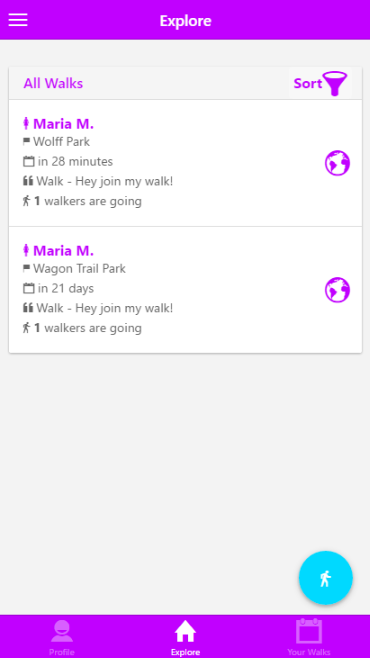 Explore
All Walks
Sort
Maria M.
Wolff Park
in 28 minutes
Walk - Hey join my walk!
1 walkers are going
Maria M.
Wagon Trail Park
in 21 days
Walk - Hey join my walk!
1 walkers are going
Profile
Explore
Your Walks